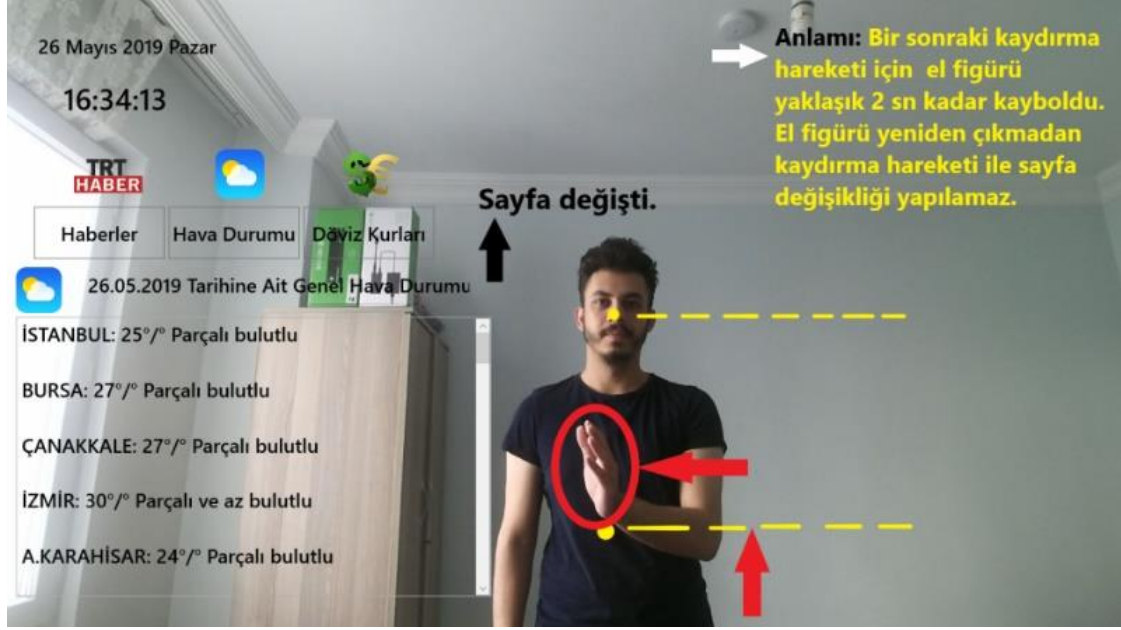 26 Mayıs 2019 Pazar
16:34:13
Anlamı: Bir sonraki kaydırma
hareketi için el figürü
yaklaşık 2 sn kadar kayboldu.
El figürü yeniden çıkmadan
kaydırma hareketi ile sayfa
değişikliği yapılamaz.
TRT
HABER
Sayfa değişti.
Haberler Hava Durumu Döviz Kurları
26.05.2019 Tarihine Ait Genel Hava Durumu
İSTANBUL: 25°/° Parçalı bulutlu
BURSA: 27°/° Parçalı bulutlu
ÇANAKKALE: 27°/° Parçalı bulutlu
İZMİR: 30°/° Parçalı ve az bulutlu
A.KARAHİSAR: 24°/° Parçalı bulutlu